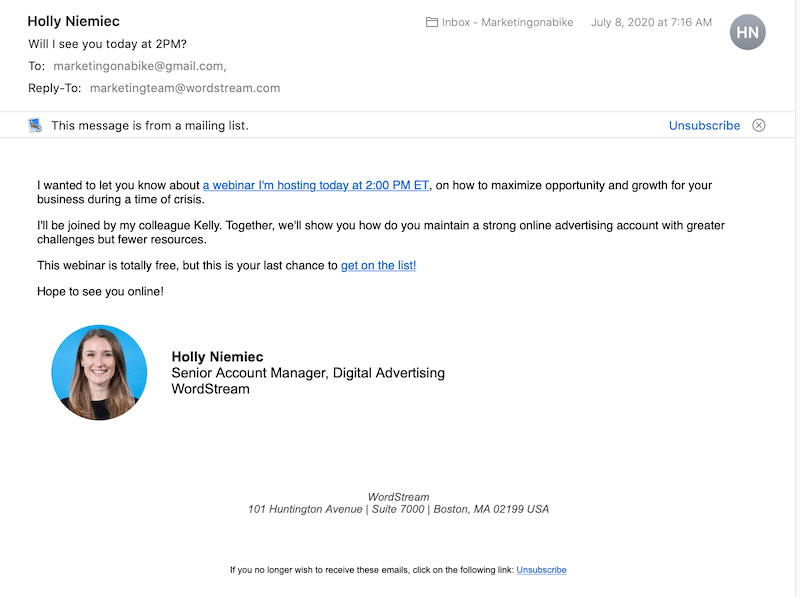 Holly Niemiec
Inbox - Marketingonabike July 8, 2020 at 7:16 AM
HN
Will I see you today at 2PM?
To: marketingonabike@gmail.com,
Reply-To: marketingteam@wordstream.com
This message is from a mailing list.
Unsubscribe
I wanted to let you know about a webinar I'm hosting today at 2:00 PM ET, on how to maximize opportunity and growth for your
business during a time of crisis.
I'll be joined by my colleague Kelly. Together, we'll show you how do you maintain a strong online advertising account with greater
challenges but fewer resources.
This webinar is totally free, but this is your last chance to get on the list!
Hope to see you online!
Holly Niemiec
Senior Account Manager, Digital Advertising
WordStream
WordStream
101 Huntington Avenue | Suite 7000 | Boston, MA 02199 USA
If you no longer wish to receive these emails, click on the following link: Unsubscribe